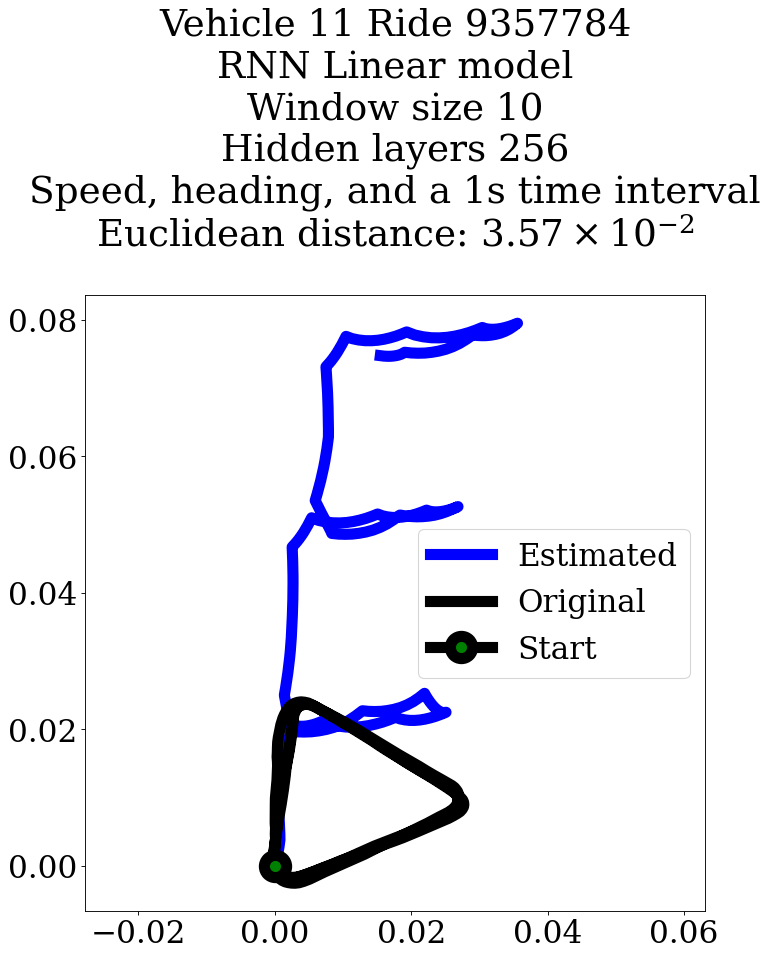 Vehicle 11 Ride 9357784
RNN Linear model
Window size 10
Hidden layers 256
Speed, heading, and a 1s time interval
Euclidean distance: 3.57 × 10⁻²
0.08
0.06
0.04
0.02
0.00
Estimated
Original
Start
−0.02 0.00 0.02 0.04 0.06